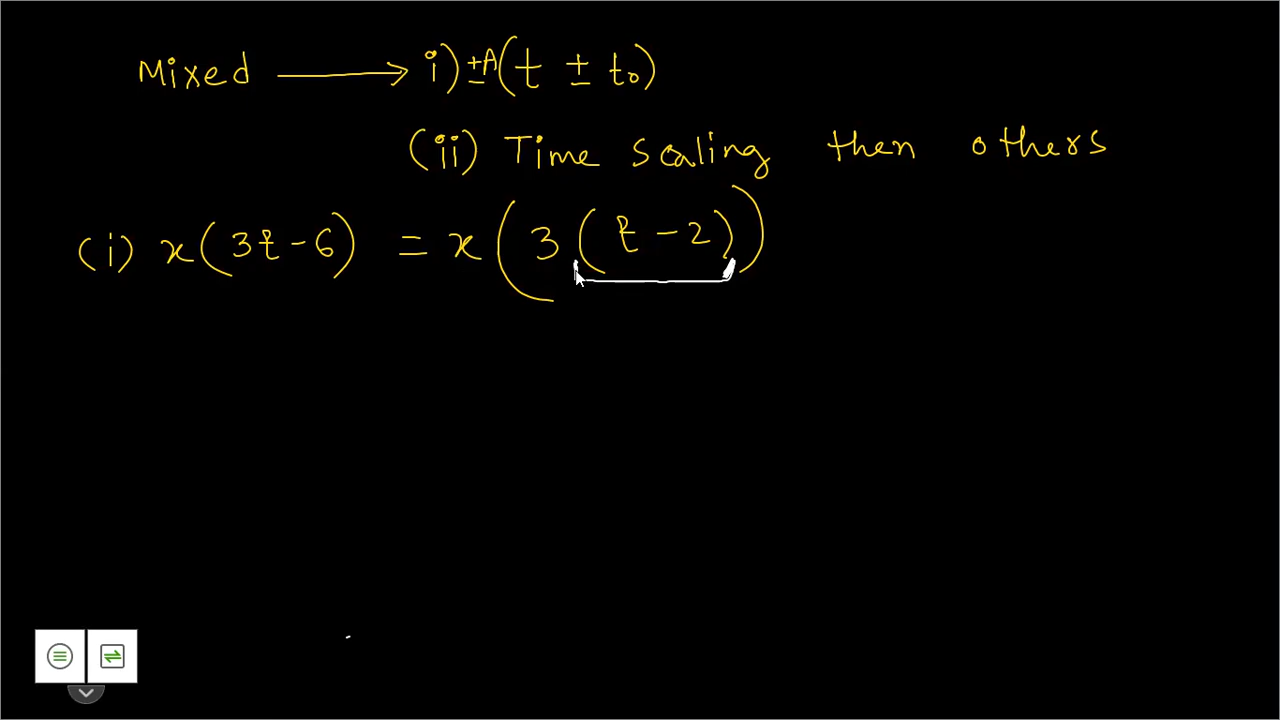 Mixed ⟶ i) ±A(t ± t₀)
(ii) Time scaling then others
(i) x(3t-6) = x(3(t-2))